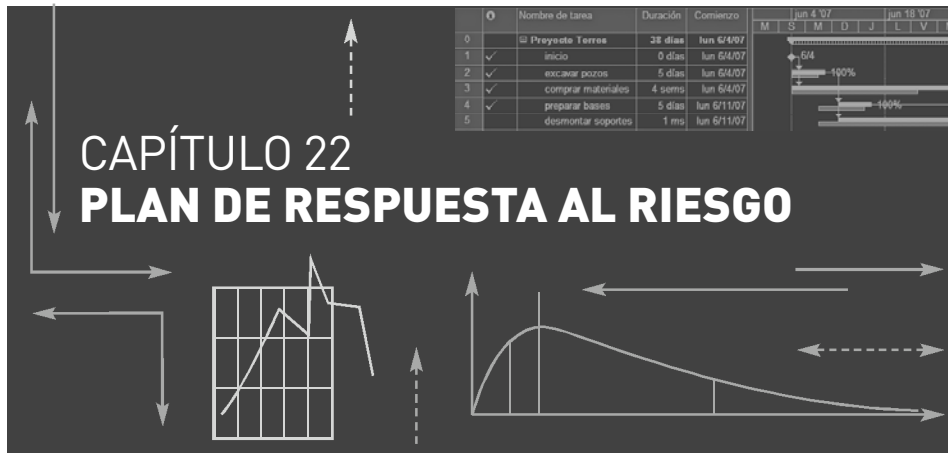 Nombre de tarea Duración Comienzo jun 4 '07 jun 18 '07
M S M D J L V
0 Proyecto Torres 38 días lun 6/4/07
1 inicio 0 días lun 6/4/07 6/4
2 excavar pozos 5 días lun 6/4/07 100%
3 comprar materiales 4 sems lun 6/4/07
4 preparar bases 5 días lun 6/11/07 100%
5 desmontar soportes 1 ms lun 6/11/07
CAPÍTULO 22
PLAN DE RESPUESTA AL RIESGO